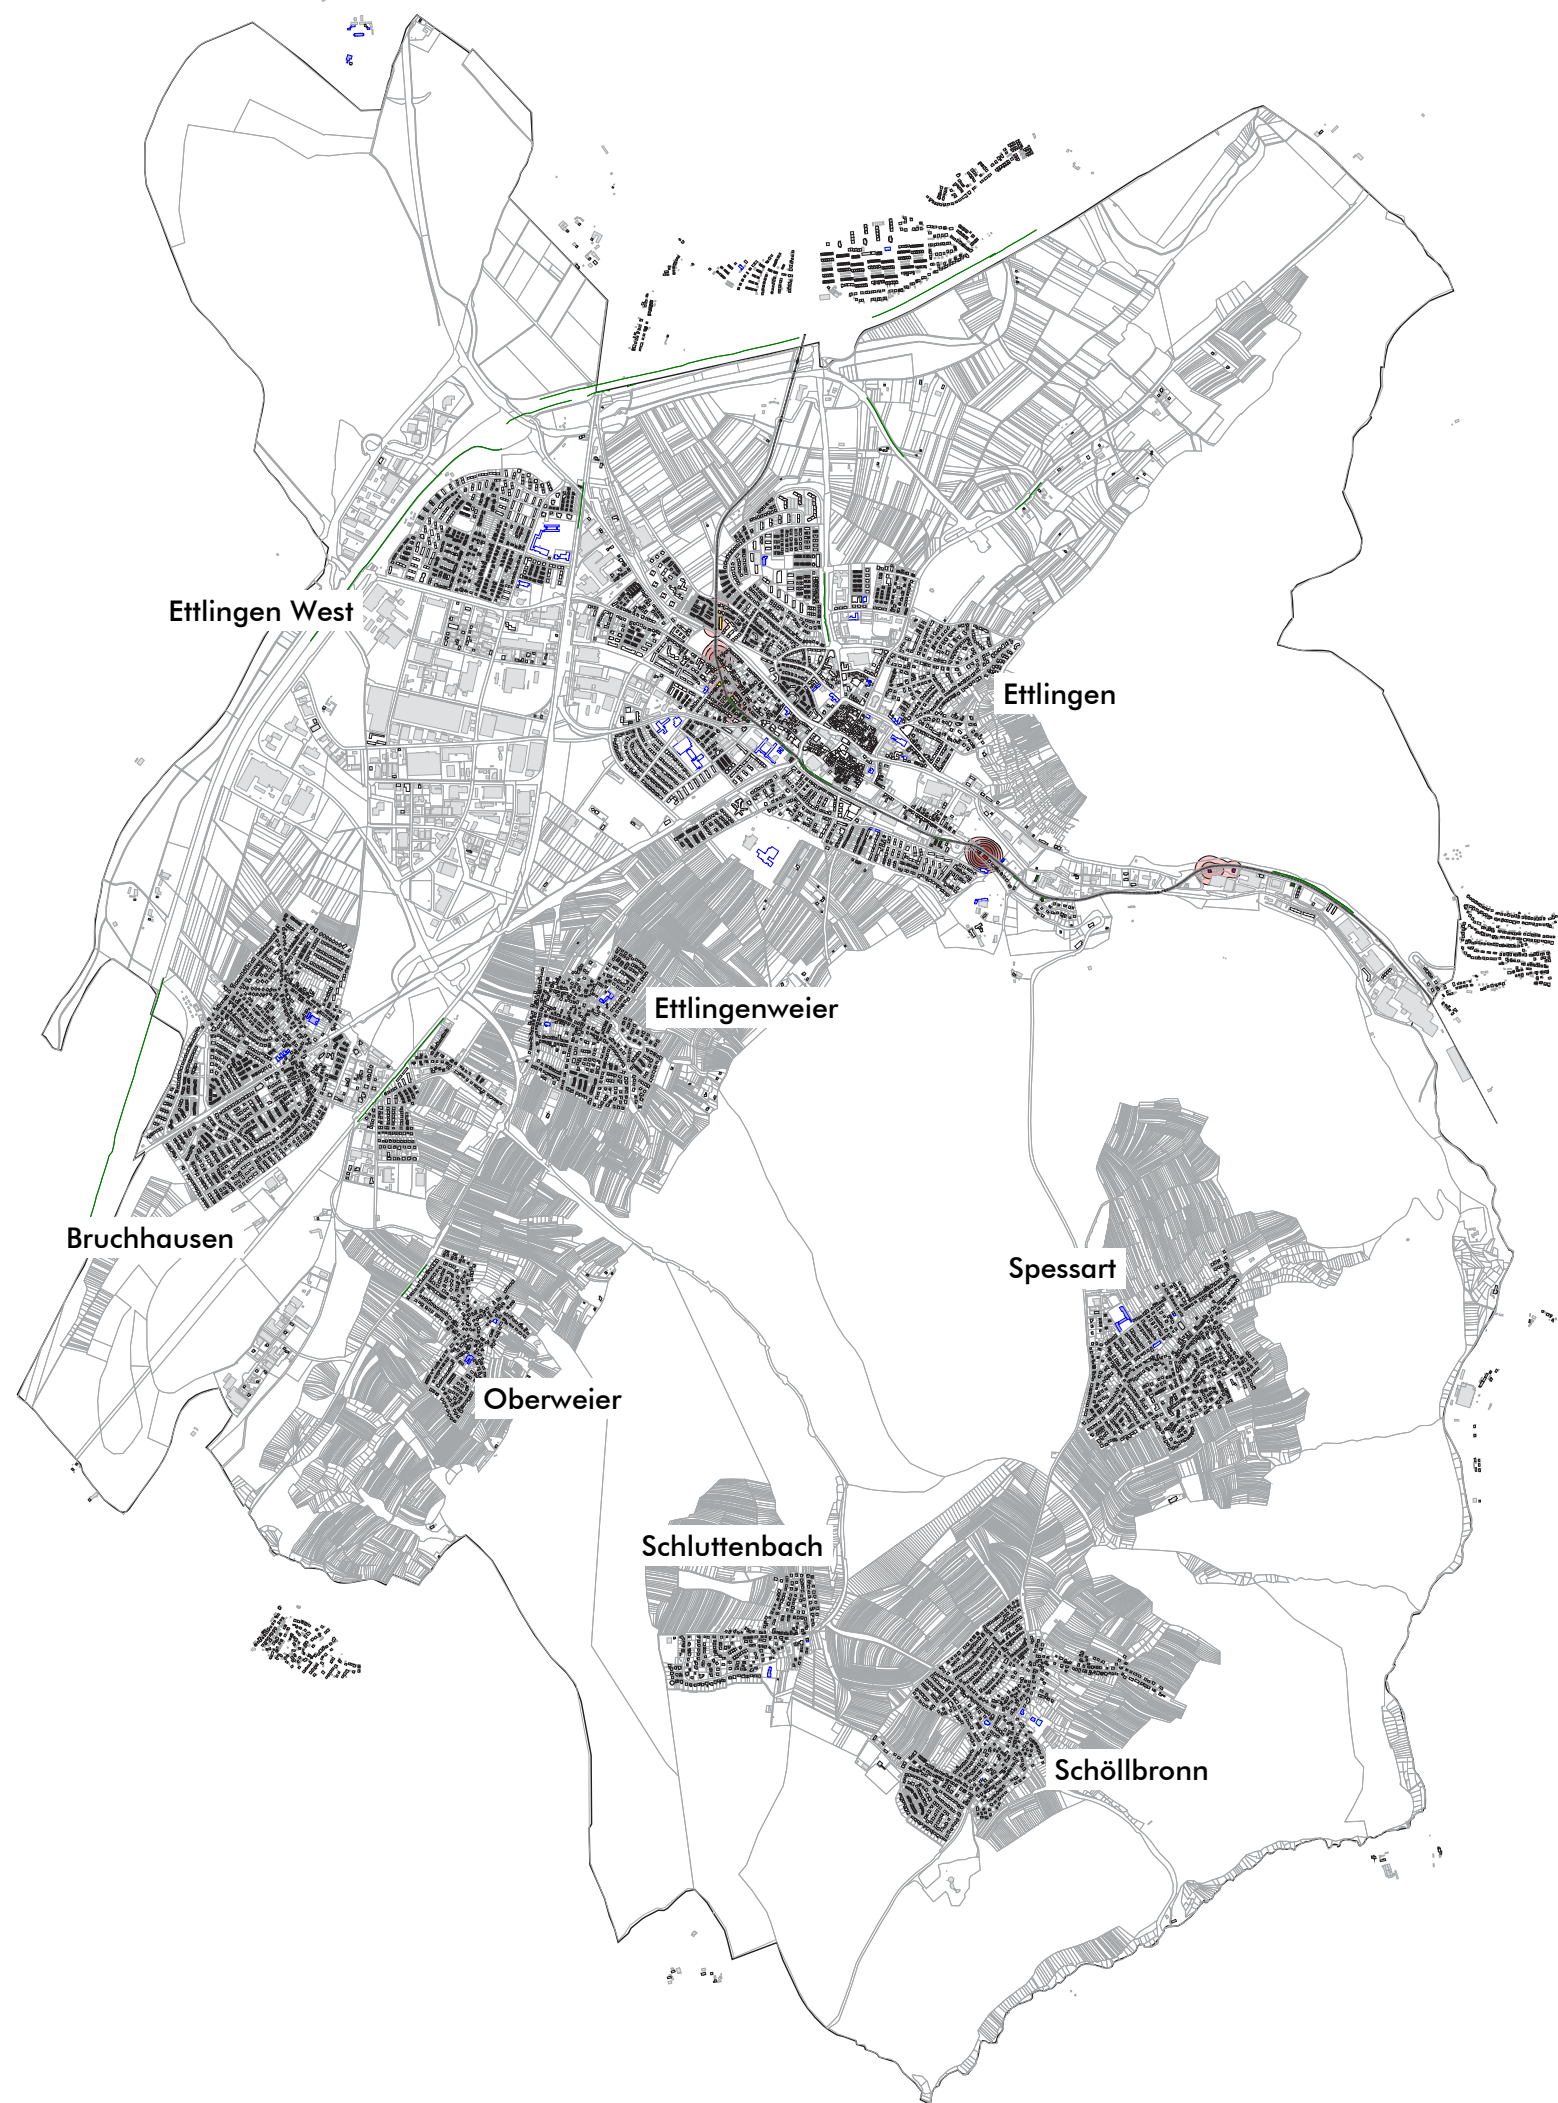 Ettlingen West
Ettlingen
Ettlingenweier
Bruchhausen
Spessart
Oberweier
Schluttenbach
Schöllbronn